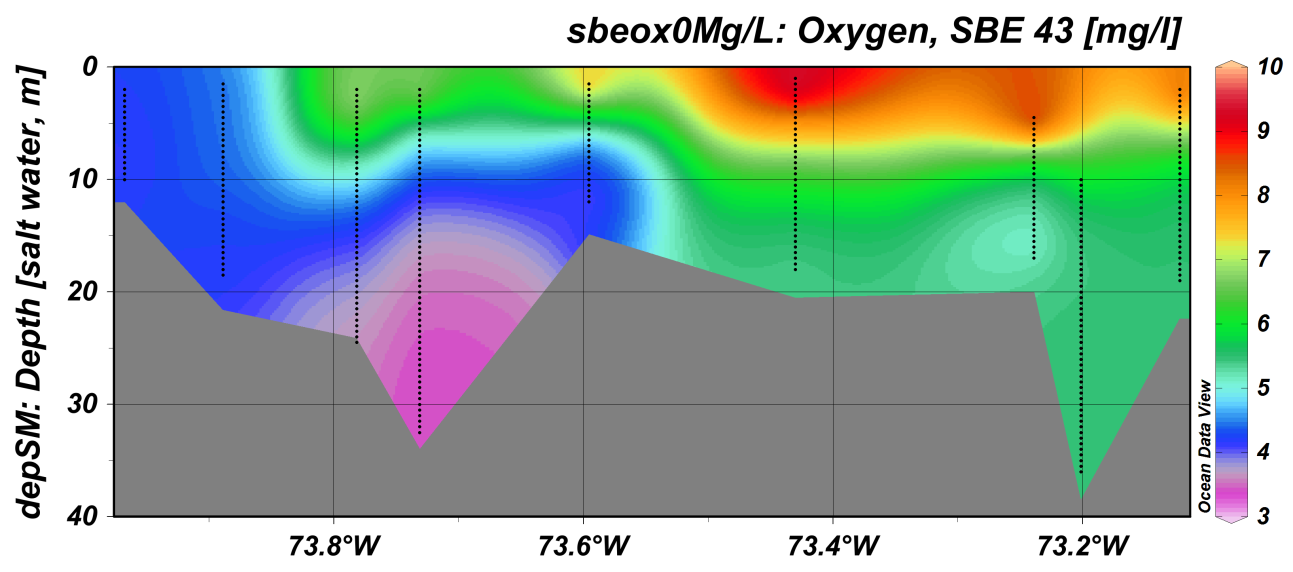 sbeox0Mg/L: Oxygen, SBE 43 [mg/l]
depSM: Depth [salt water, m]
0
10
20
30
40
73.8°W
73.6°W
73.4°W
73.2°W
Ocean Data View
10
9
8
7
6
5
4
3